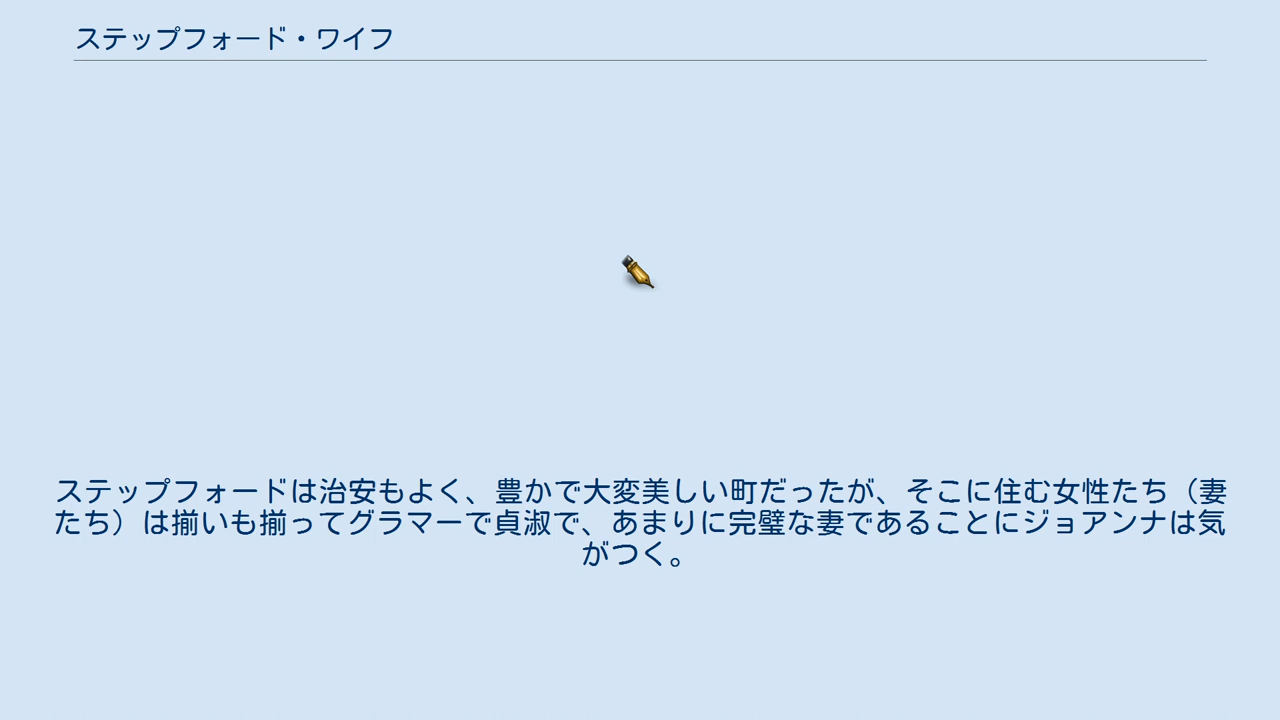 ステップフォード・ワイフ
ステップフォードは治安もよく、豊かで大変美しい町だったが、そこに住む女性たち（妻
たち）は揃いも揃ってグラマーで貞淑で、あまりに完璧な妻であることにジョアンナは気
がつく。